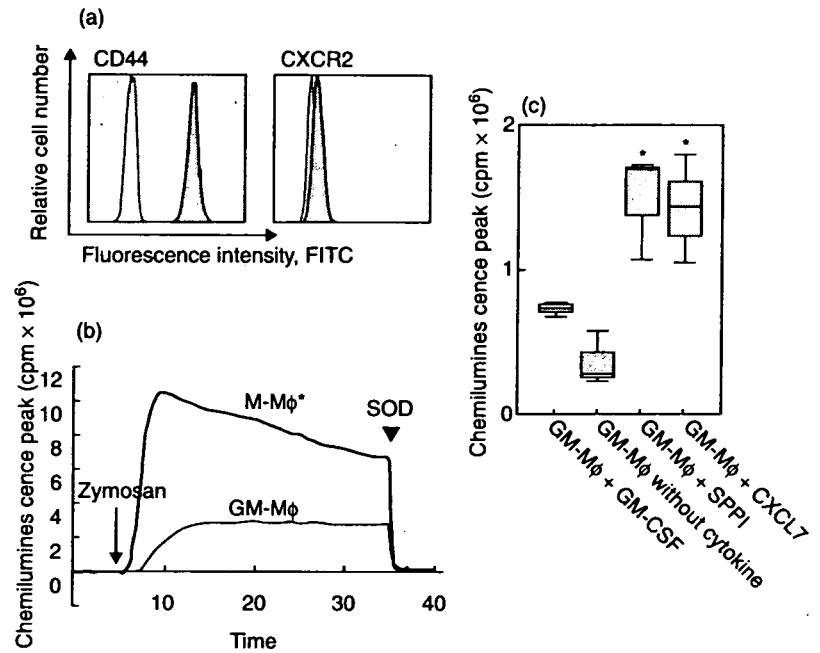 (a)
CD44
CXCR2
Relative cell number
Fluorescence intensity, FITC
(b)
Chemilumines cence peak (cpm × 10⁶)
12
10
8
6
4
2
0
Zymosan
M-Mϕ*
GM-Mϕ
SOD
10
20
30
40
Time
(c)
Chemilumines cence peak (cpm × 10⁶)
2
1
0
*
*
GM-Mϕ + GM-CSF
GM-Mϕ without cytokine
GM-Mϕ + SPPI
GM-Mϕ + CXCL7